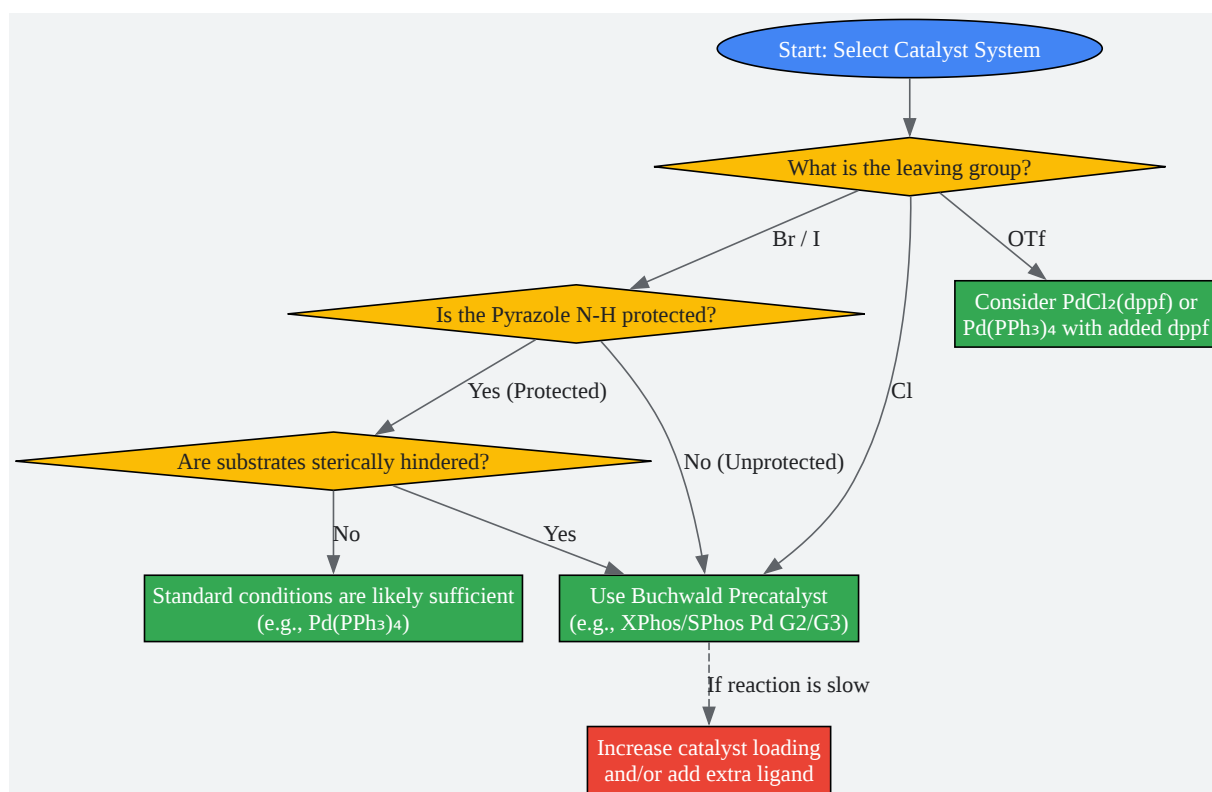 Start: Select Catalyst System
What is the leaving group?
Br / I
OTf
Consider PdCl₂(dppf) or
Pd(PPh₃)₄ with added dppf
Is the Pyrazole N-H protected?
Yes (Protected)
Cl
Are substrates sterically hindered?
No (Unprotected)
No
Yes
Standard conditions are likely sufficient
(e.g., Pd(PPh₃)₄)
Use Buchwald Precatalyst
(e.g., XPhos/SPhos Pd G2/G3)
If reaction is slow
Increase catalyst loading
and/or add extra ligand